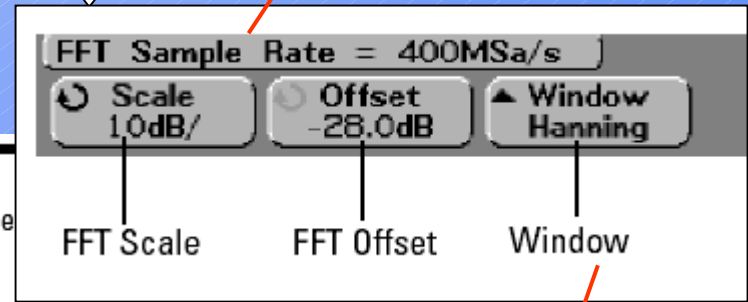 FFT Sample Rate = 400MSa/s
Scale Offset Window
10dB/ -28.0dB Hanning
e
FFT Scale FFT Offset Window